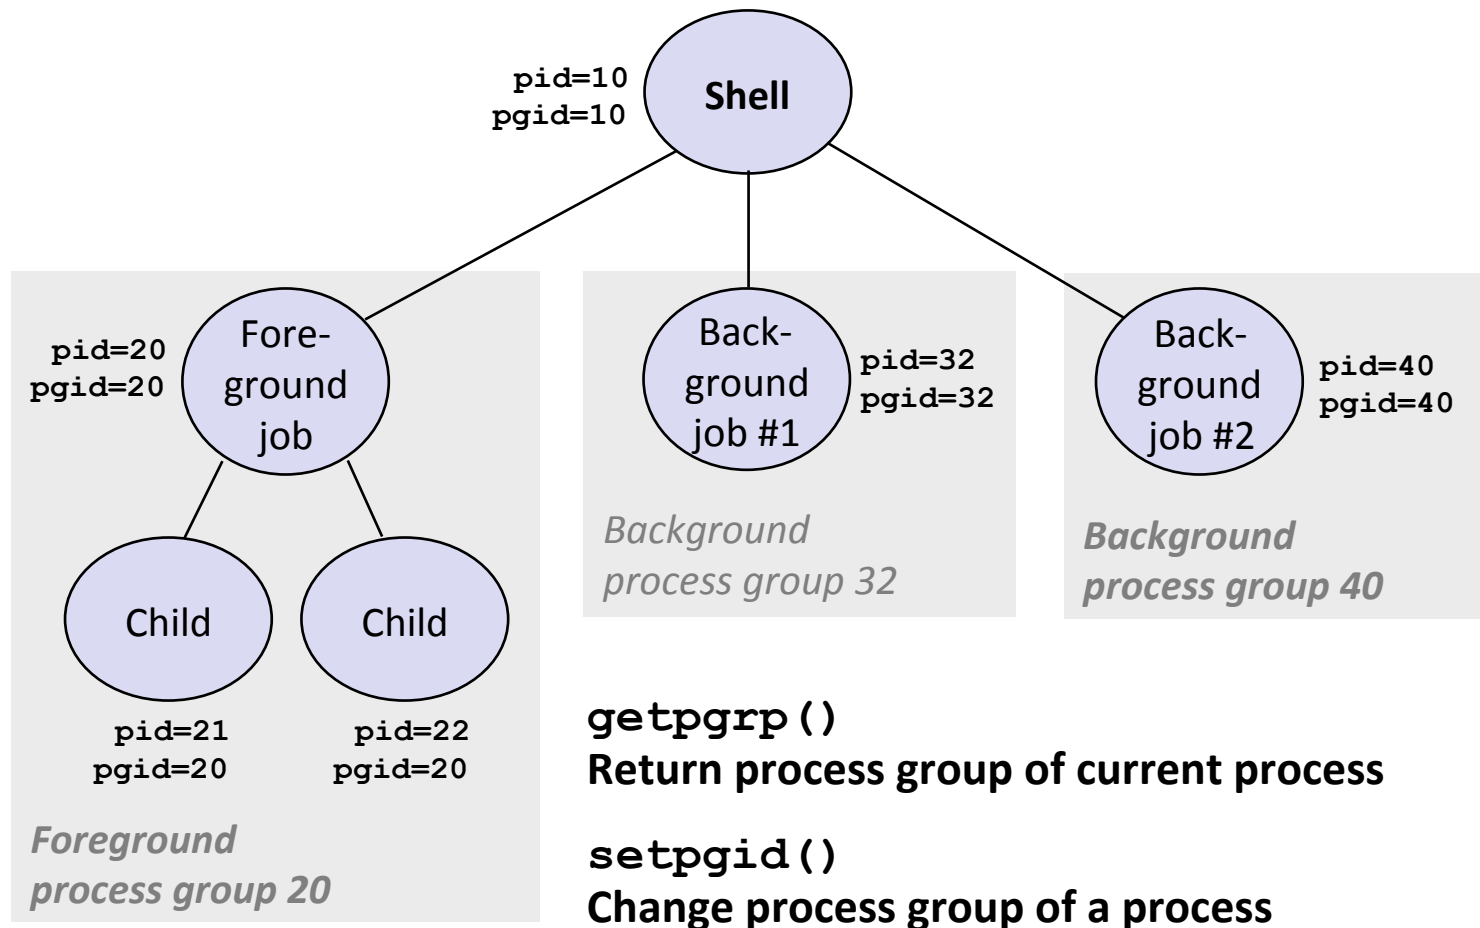 pid=10
pgid=10
Shell
pid=20
pgid=20
Fore-
ground
job
Back-
ground
job #1
pid=32
pgid=32
Back-
ground
job #2
pid=40
pgid=40
Background
process group 32
Background
process group 40
Child
Child
pid=21
pgid=20
pid=22
pgid=20
Foreground
process group 20
getpgrp()
Return process group of current process
setpgid()
Change process group of a process